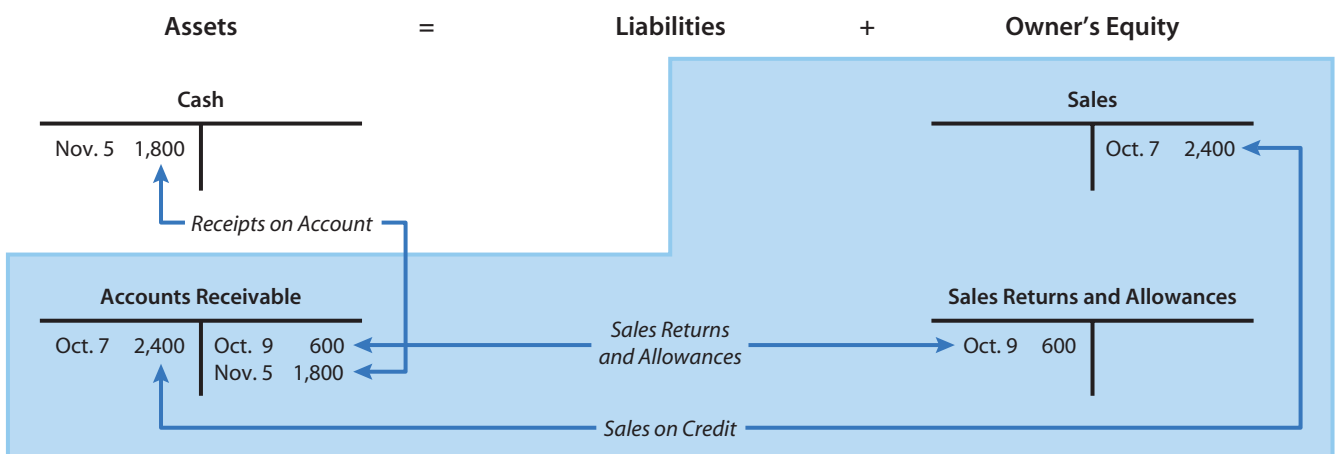 Assets = Liabilities + Owner's Equity
Cash
Nov. 5 1,800
Sales
Oct. 7 2,400
Receipts on Account
Accounts Receivable
Oct. 7 2,400 Oct. 9 600
Nov. 5 1,800
Sales Returns
and Allowances
Sales Returns and Allowances
Oct. 9 600
Sales on Credit